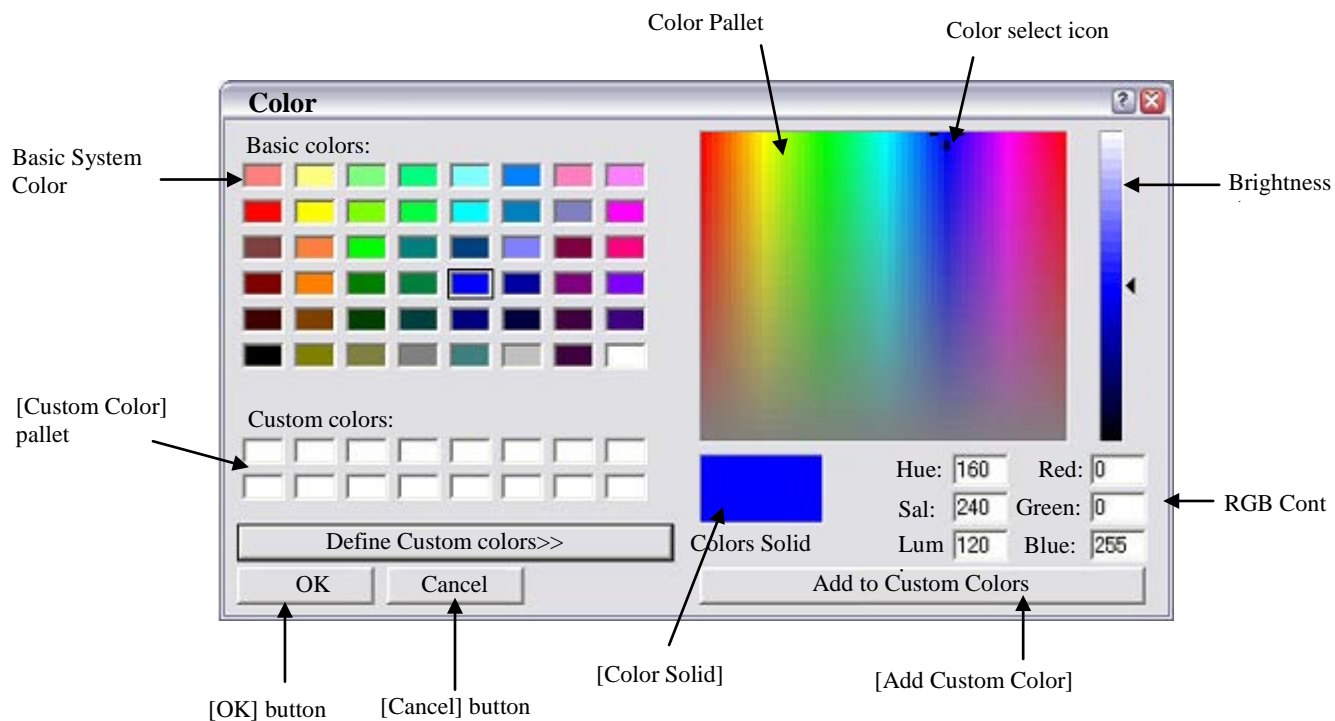 Color Pallet
Color select icon
Color
Basic System
Color
Basic colors:
Brightness
[Custom Color]
pallet
Custom colors:
Hue: 160 Red: 0
Sal: 240 Green: 0
RGB Cont
Define Custom colors>>
Colors Solid
Lum 120 Blue: 255
OK
Cancel
Add to Custom Colors
[Color Solid]
[Add Custom Color]
[OK] button
[Cancel] button